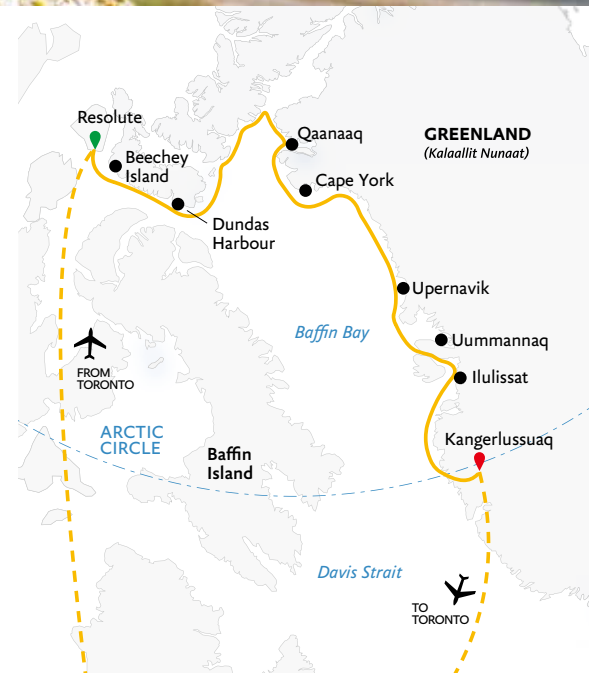 Resolute
Beechey
Island
Dundas
Harbour
Qaanaaq
Cape York
GREENLAND
(Kalaallit Nunaat)
Upernavik
Baffin Bay
Uummannaq
Ilulissat
FROM
TORONTO
ARCTIC
CIRCLE
Baffin
Island
Kangerlussuaq
Davis Strait
TO
TORONTO